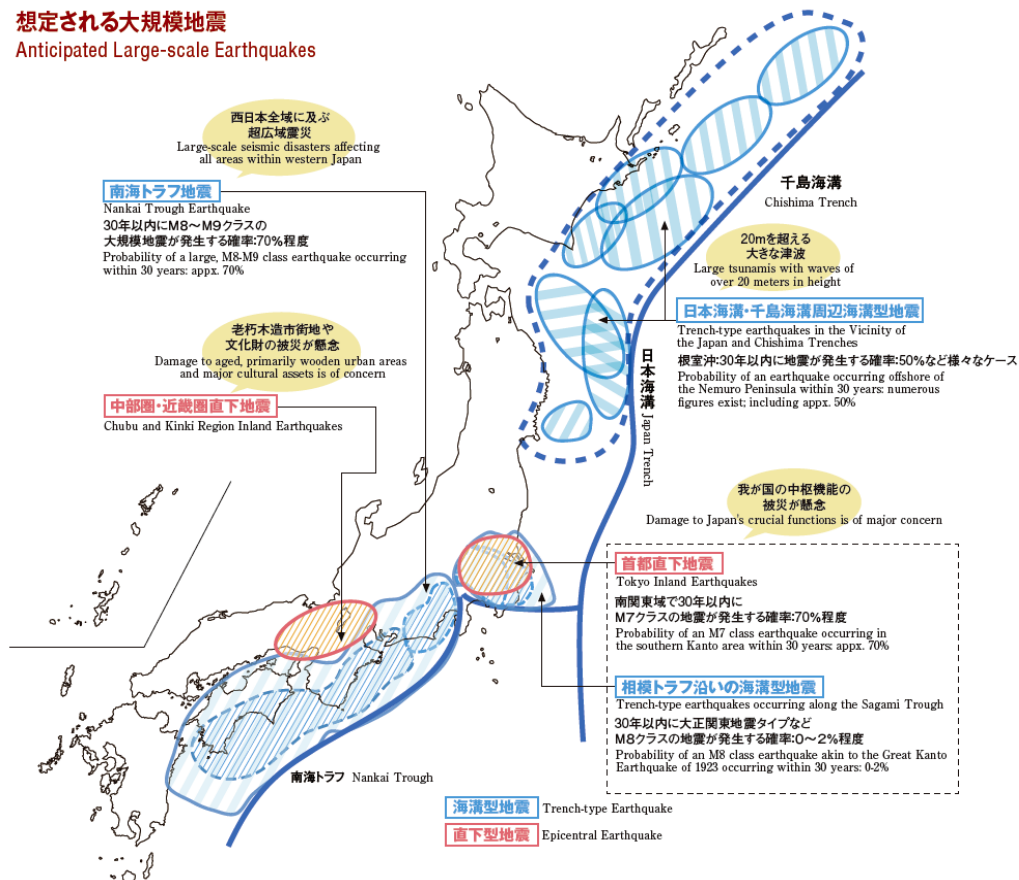 想定される大規模地震
Anticipated Large-scale Earthquakes
西日本全域に及ぶ
超広域震災
Large-scale seismic disasters affecting
all areas within western Japan
南海トラフ地震
Nankai Trough Earthquake
30年以内にM8～M9クラスの
大規模地震が発生する確率:70%程度
Probability of a large, M8-M9 class earthquake occurring
within 30 years: appx. 70%
老朽木造市街地や
文化財の被災が懸念
Damage to aged, primarily wooden urban areas
and major cultural assets is of concern
中部圏・近畿圏直下地震
Chubu and Kinki Region Inland Earthquakes
千島海溝
Chishima Trench
20mを超える
大きな津波
Large tsunamis with waves of
over 20 meters in height
日本海溝・千島海溝周辺海溝型地震
Trench-type earthquakes in the Vicinity of
the Japan and Chishima Trenches
根室沖:30年以内に地震が発生する確率:50%など様々なケース
Probability of an earthquake occurring offshore of
the Nemuro Peninsula within 30 years: numerous
figures exist; including appx. 50%
日本海溝 Japan Trench
我が国の中枢機能の
被災が懸念
Damage to Japan's crucial functions is of major concern
首都直下地震
Tokyo Inland Earthquakes
南関東域で30年以内に
M7クラスの地震が発生する確率:70%程度
Probability of an M7 class earthquake occurring in
the southern Kanto area within 30 years: appx. 70%
相模トラフ沿いの海溝型地震
Trench-type earthquakes occurring along the Sagami Trough
30年以内に大正関東地震タイプなど
M8クラスの地震が発生する確率:0～2%程度
Probability of an M8 class earthquake akin to the Great Kanto
Earthquake of 1923 occurring within 30 years: 0-2%
南海トラフ Nankai Trough
海溝型地震 Trench-type Earthquake
直下型地震 Epicentral Earthquake